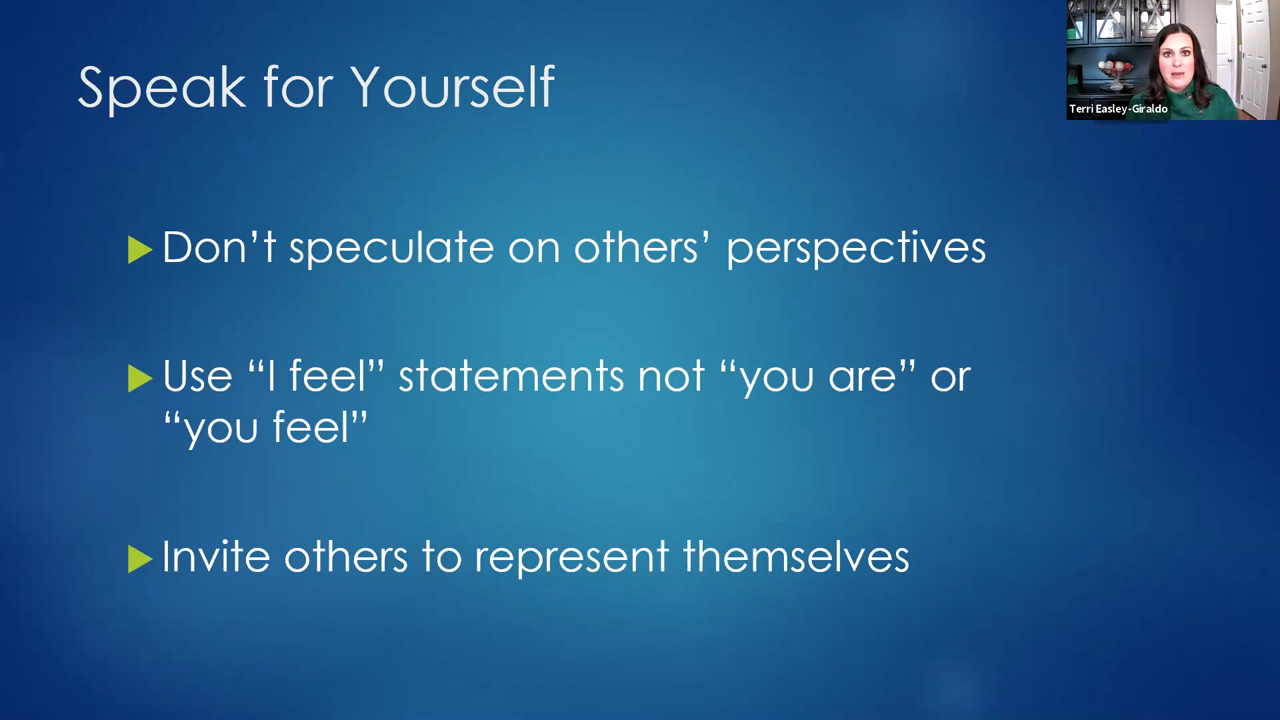 Speak for Yourself
Terri Easley-Giraldo
Don’t speculate on others’ perspectives
Use “I feel” statements not “you are” or
“you feel”
Invite others to represent themselves